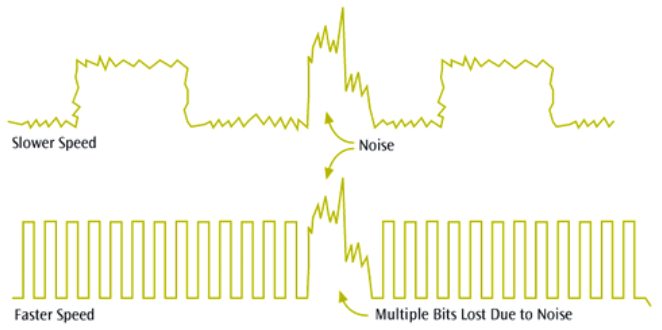 Slower Speed
Noise
Faster Speed
Multiple Bits Lost Due to Noise